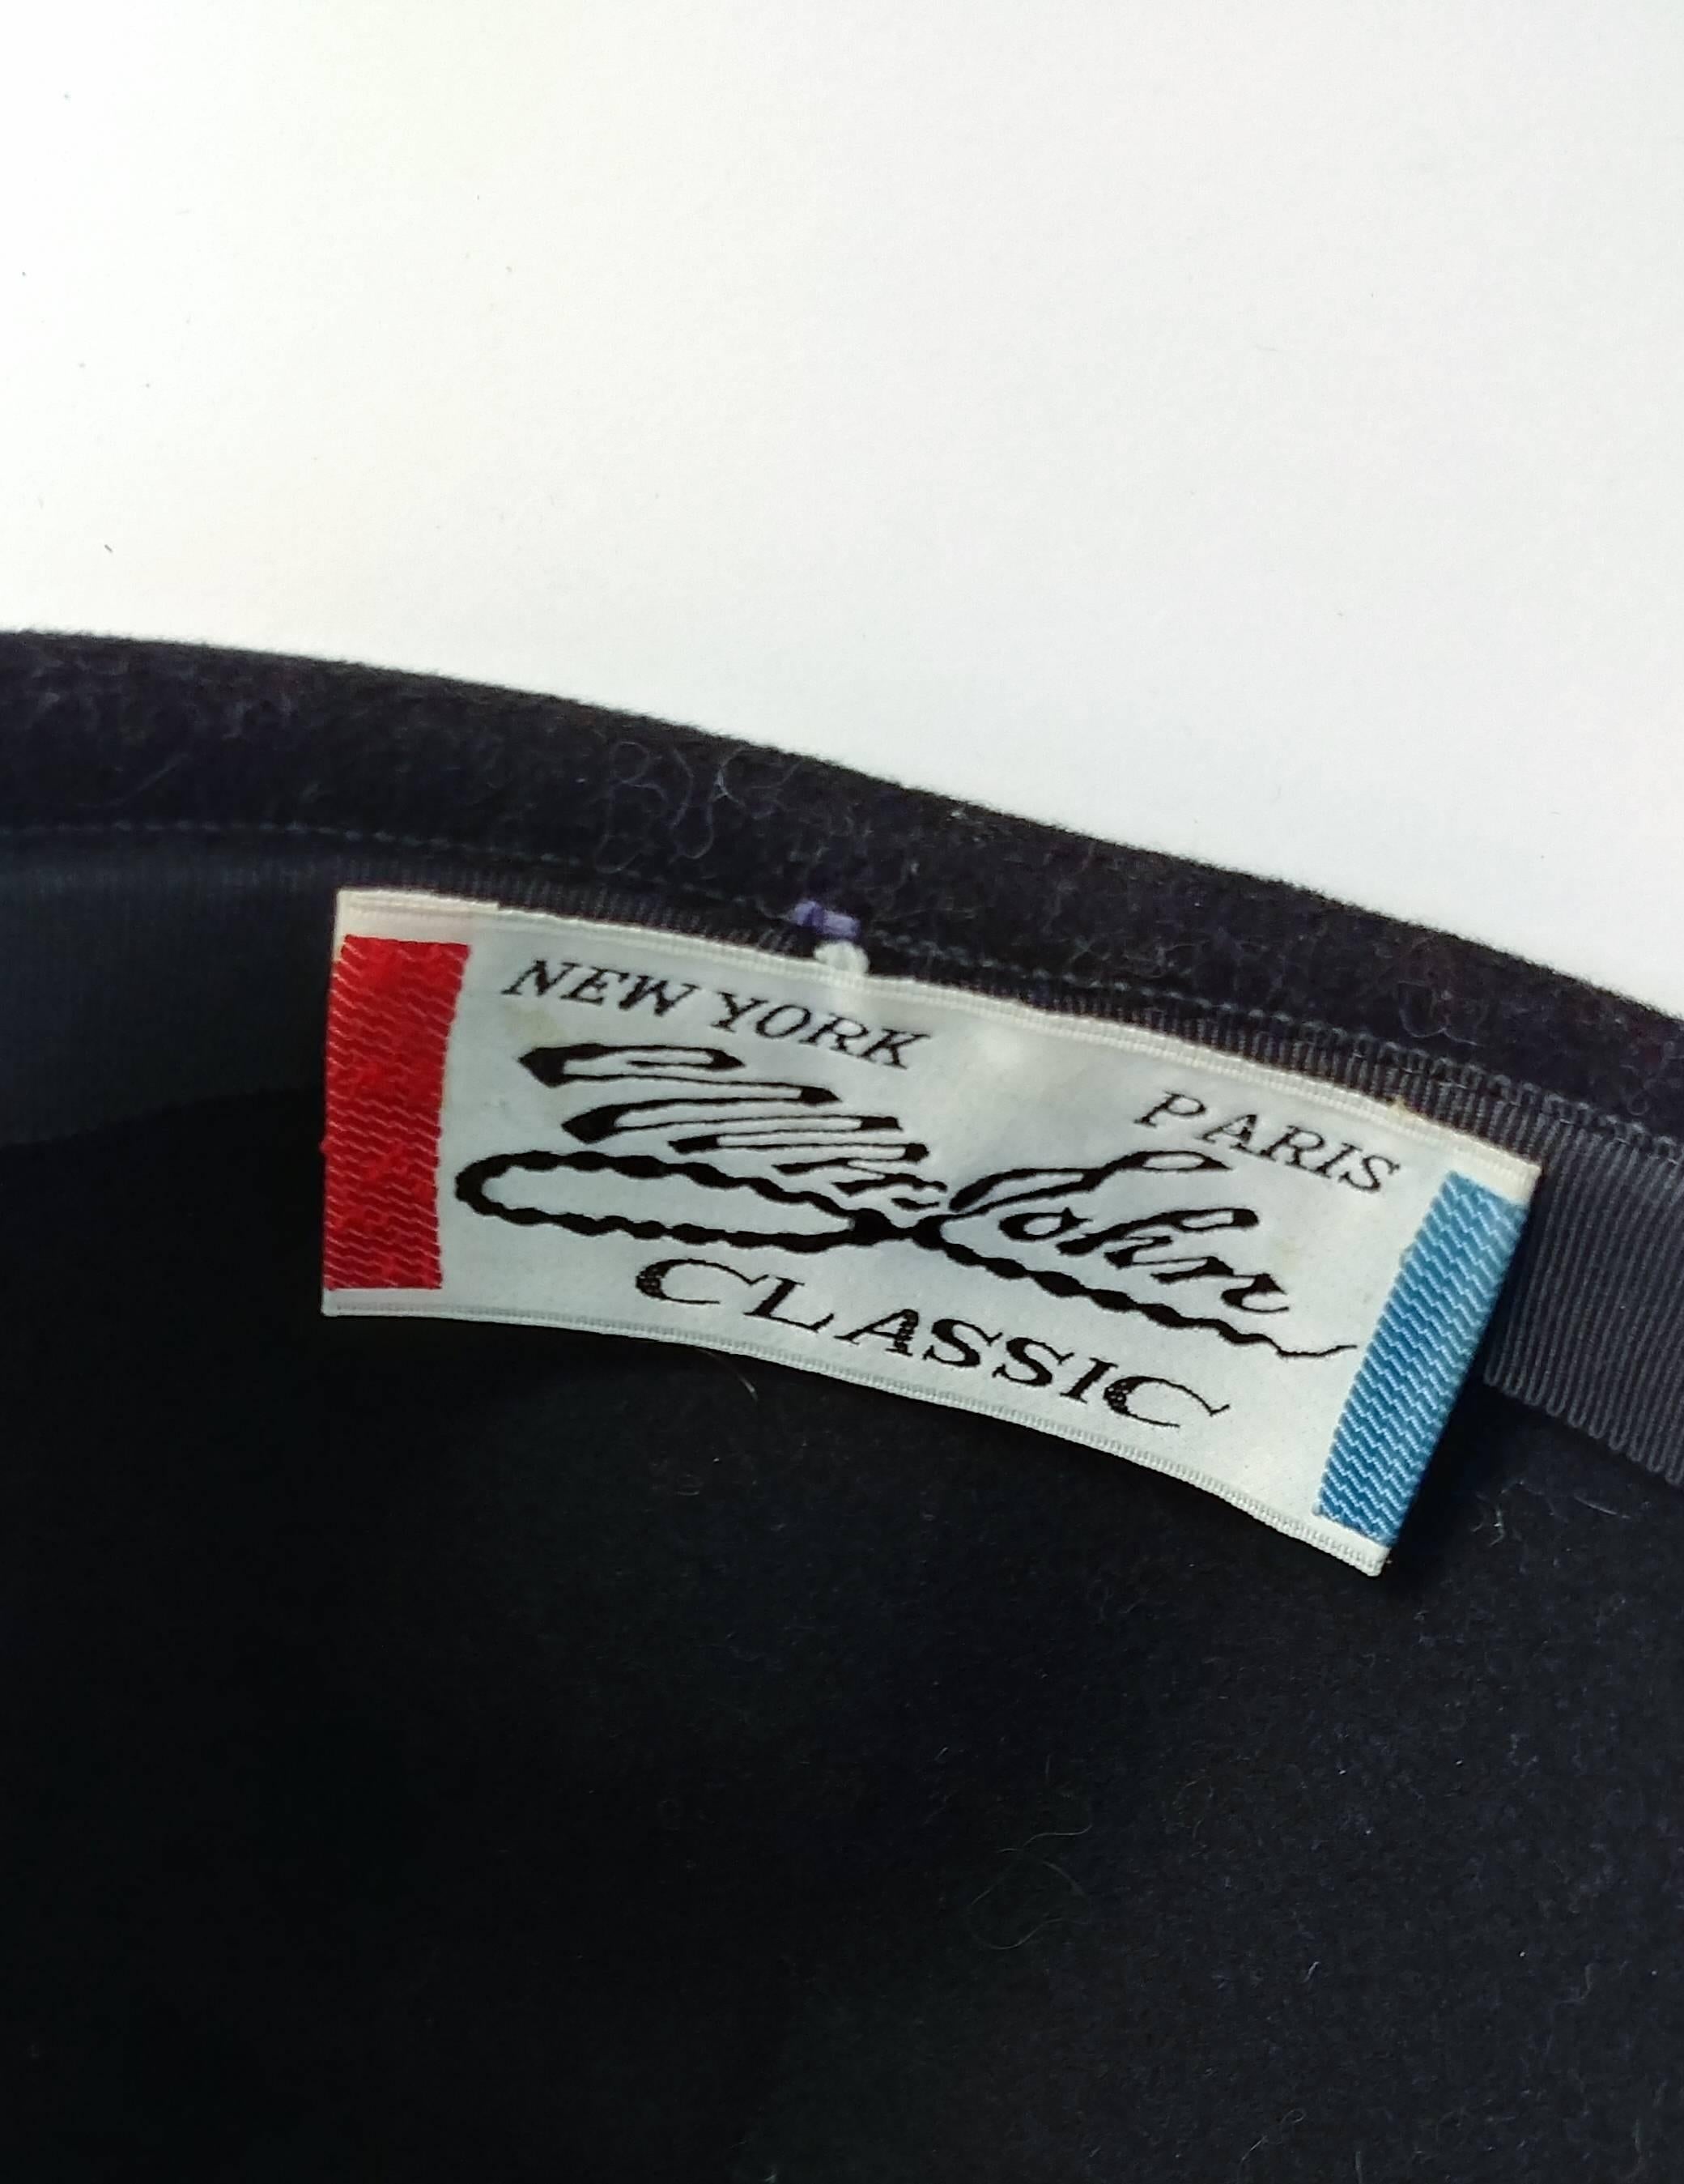 NEW YORK PARIS
Mr. John
CLASSIC